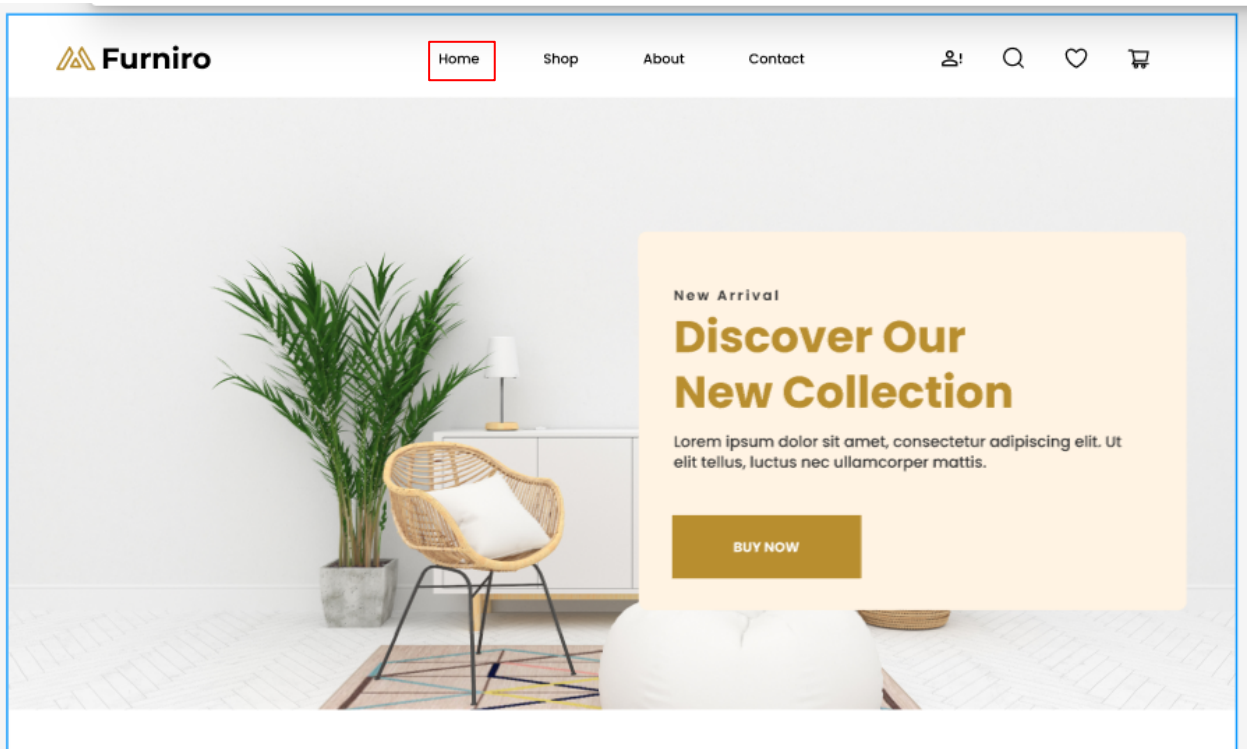 Furniro
Home
Shop
About
Contact
New Arrival
Discover Our
New Collection
Lorem ipsum dolor sit amet, consectetur adipiscing elit. Ut
elit tellus, luctus nec ullamcorper mattis.
BUY NOW